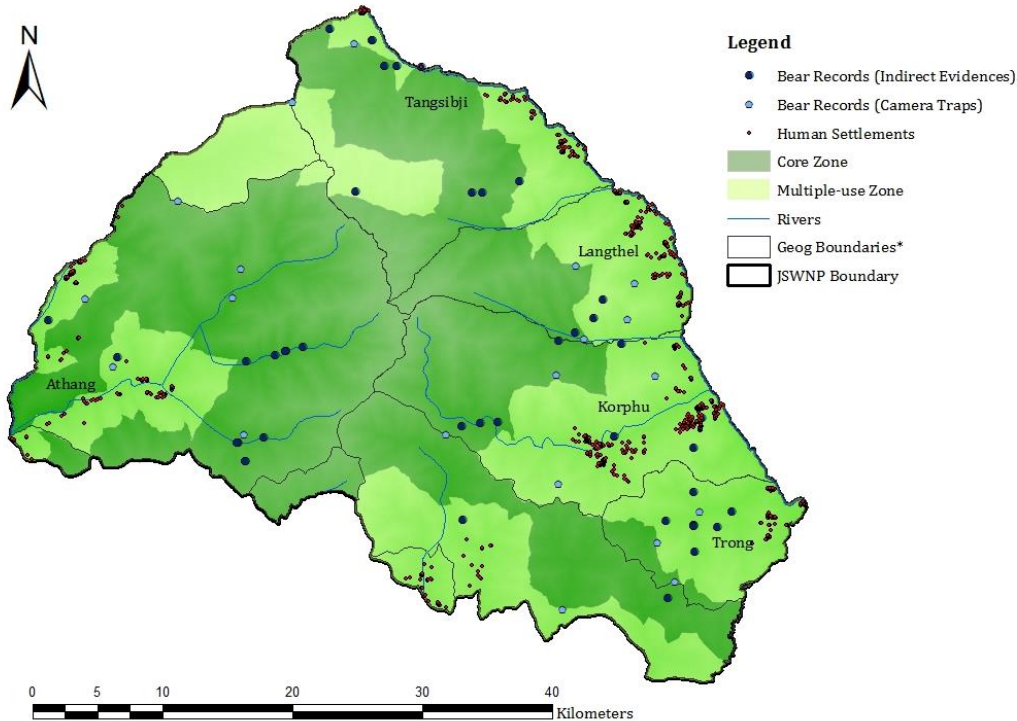 N
Legend
Bear Records (Indirect Evidences)
Bear Records (Camera Traps)
Human Settlements
Core Zone
Multiple-use Zone
Rivers
Geog Boundaries*
JSWNP Boundary
Tangsibji
Langthel
Athang
Korphu
Trong
0 5 10 20 30 40
Kilometers